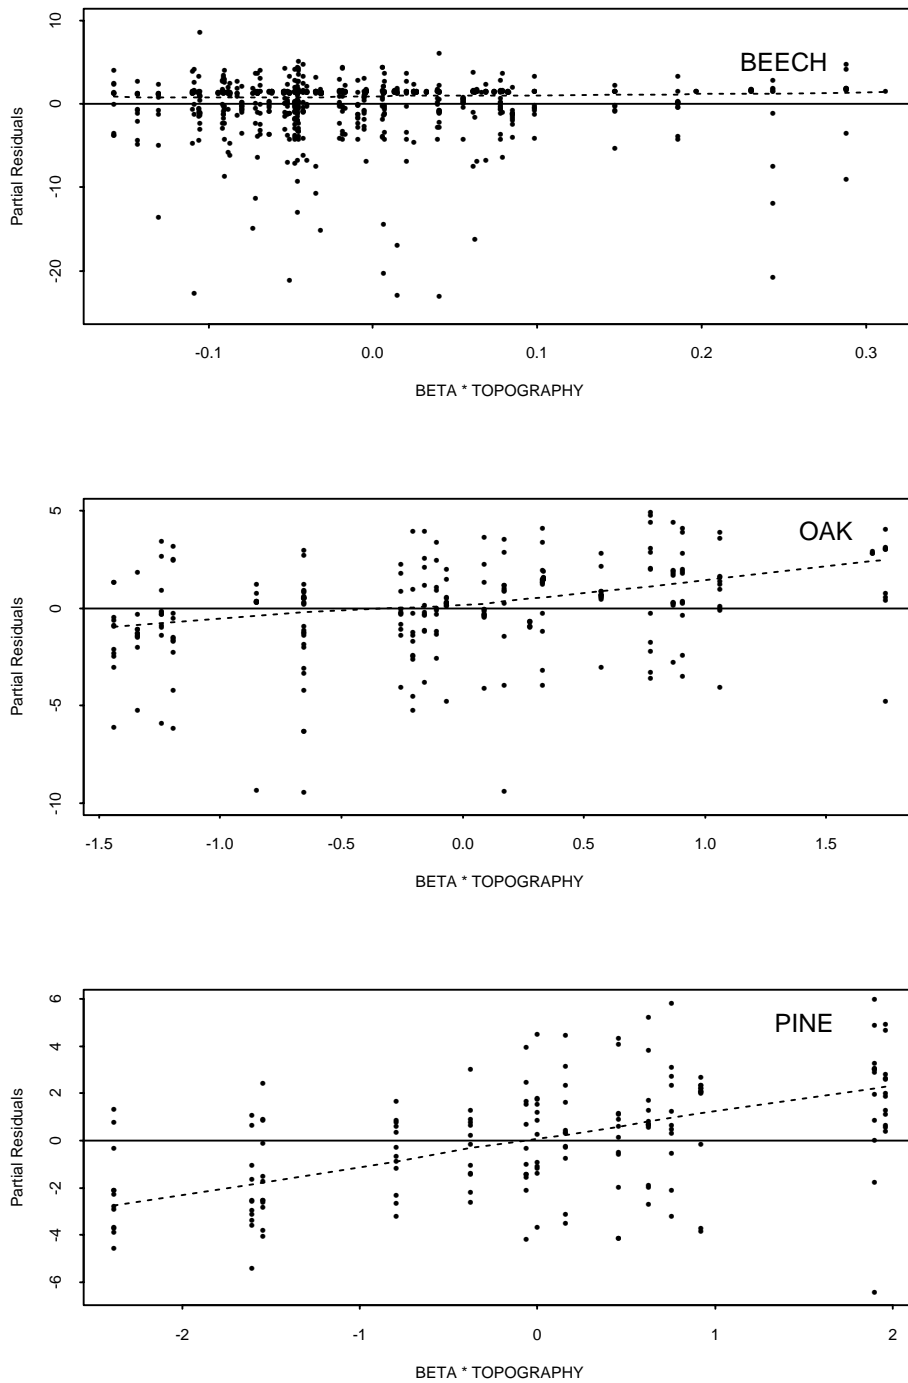 BEECH
Partial Residuals
10
0
-10
-20
-0.1 0.0 0.1 0.2 0.3
BETA * TOPOGRAPHY
OAK
Partial Residuals
5
0
-5
-10
-1.5 -1.0 -0.5 0.0 0.5 1.0 1.5
BETA * TOPOGRAPHY
PINE
Partial Residuals
6
4
2
0
-2
-4
-6
-2 -1 0 1 2
BETA * TOPOGRAPHY